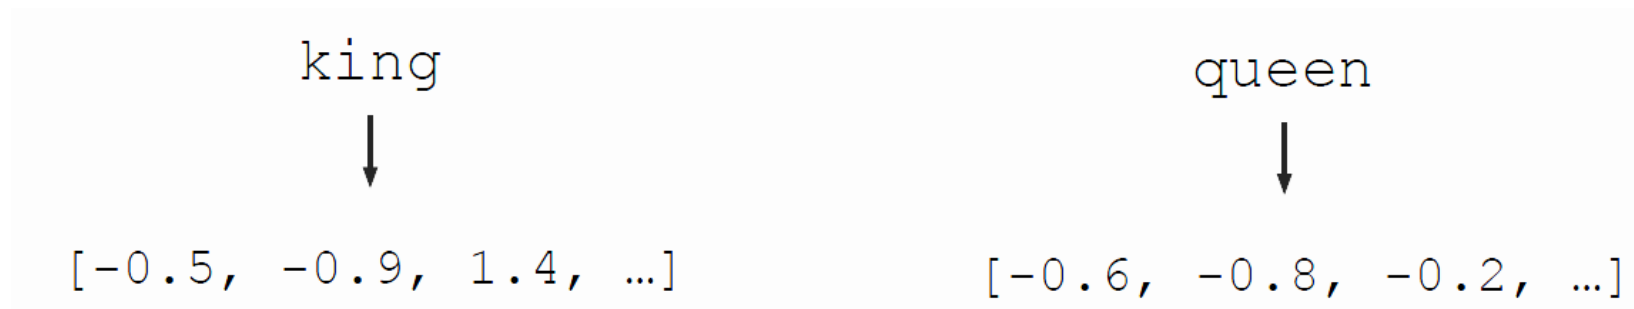 king
queen
[-0.5, -0.9, 1.4, …]
[-0.6, -0.8, -0.2, …]